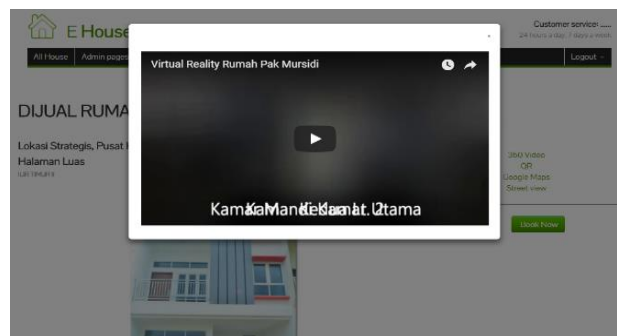 E House
Customer service:
24 hours a day, 7 days a week
All House
Admin pages
Logout
Virtual Reality Rumah Pak Mursidi
DIJUAL RUMA
Lokasi Strategis, Pusat
Halaman Luas
360 Video
OR
Google Maps
Street view
Book Now